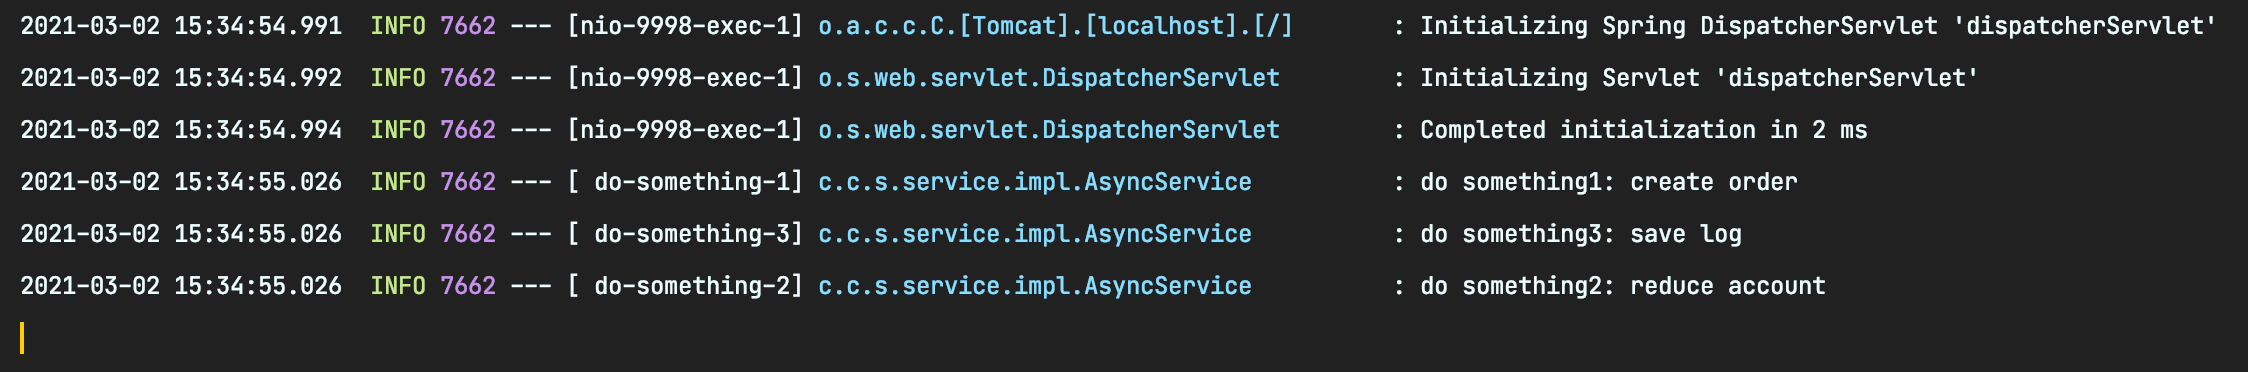 2021-03-02 15:34:54.991  INFO 7662 --- [nio-9998-exec-1] o.a.c.c.C.[Tomcat].[localhost].[/]       : Initializing Spring DispatcherServlet 'dispatcherServlet'
2021-03-02 15:34:54.992  INFO 7662 --- [nio-9998-exec-1] o.s.web.servlet.DispatcherServlet        : Initializing Servlet 'dispatcherServlet'
2021-03-02 15:34:54.994  INFO 7662 --- [nio-9998-exec-1] o.s.web.servlet.DispatcherServlet        : Completed initialization in 2 ms
2021-03-02 15:34:55.026  INFO 7662 --- [ do-something-1] c.c.s.service.impl.AsyncService          : do something1: create order
2021-03-02 15:34:55.026  INFO 7662 --- [ do-something-3] c.c.s.service.impl.AsyncService          : do something3: save log
2021-03-02 15:34:55.026  INFO 7662 --- [ do-something-2] c.c.s.service.impl.AsyncService          : do something2: reduce account